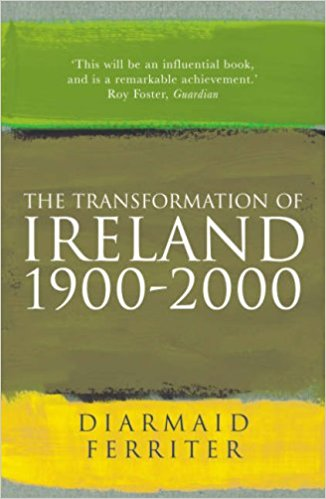 ‘This will be an influential book,
and is a remarkable achievement.’
Roy Foster, Guardian
THE TRANSFORMATION OF
IRELAND
1900-2000
DIARMAID
FERRITER